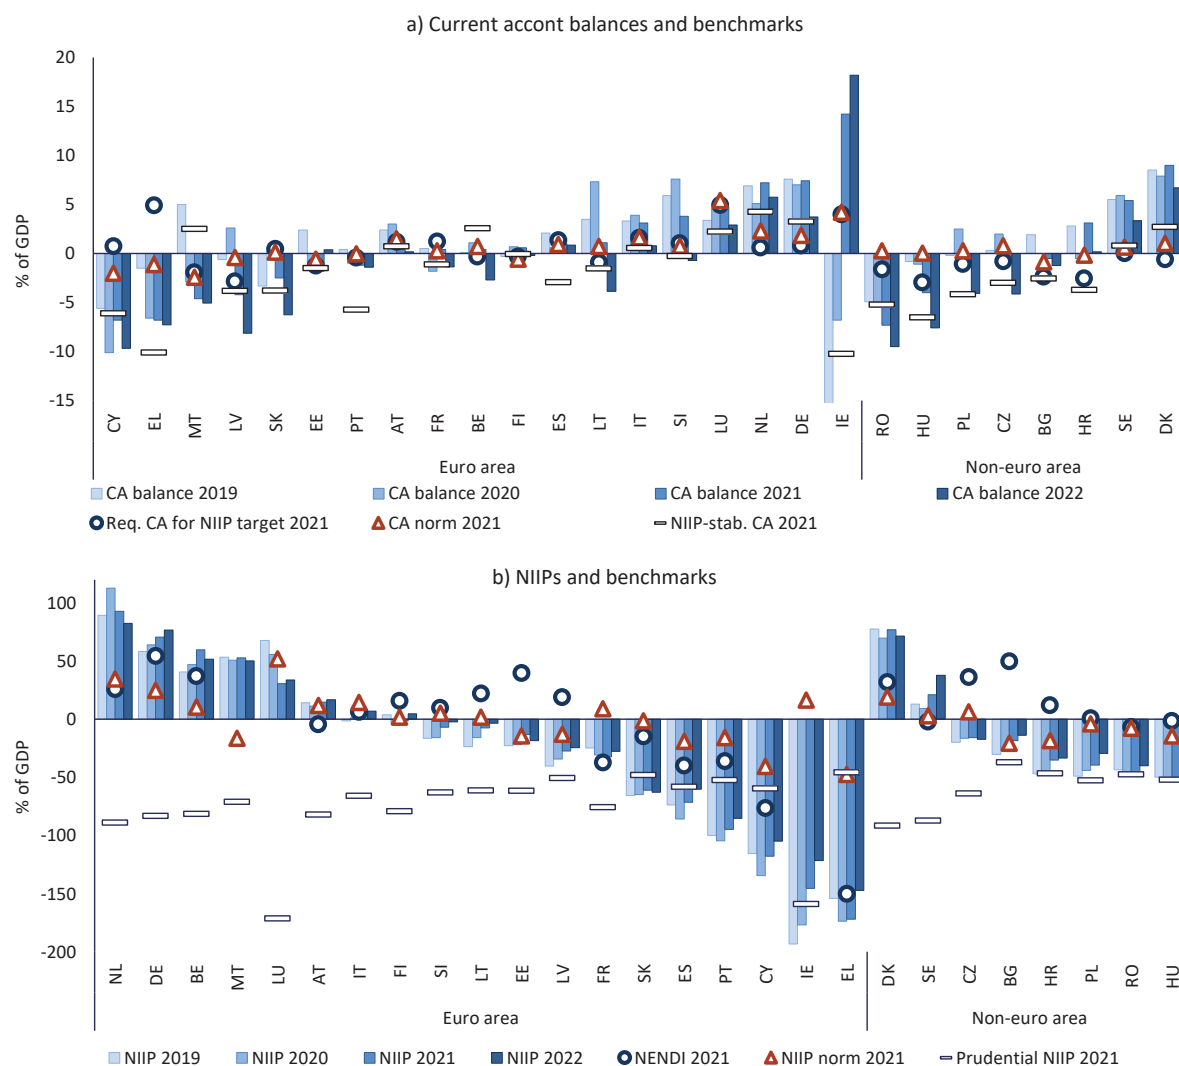 a) Current accont balances and benchmarks
% of GDP
20
15
10
5
0
-5
-10
-15
CY EL MT LV SK EE PT AT FR BE FI ES LT IT SI LU NL DE IE RO HU PL CZ BG HR SE DK
Euro area Non-euro area
CA balance 2019 CA balance 2020 CA balance 2021 CA balance 2022
Req. CA for NIIP target 2021 CA norm 2021 NIIP-stab. CA 2021
b) NIIPs and benchmarks
% of GDP
100
50
0
-50
-100
-150
-200
NL DE BE MT LU AT IT FI SI LT EE LV FR SK ES PT CY IE EL DK SE CZ BG HR PL RO HU
Euro area Non-euro area
NIIP 2019 NIIP 2020 NIIP 2021 NIIP 2022 NENDI 2021 NIIP norm 2021 Prudential NIIP 2021